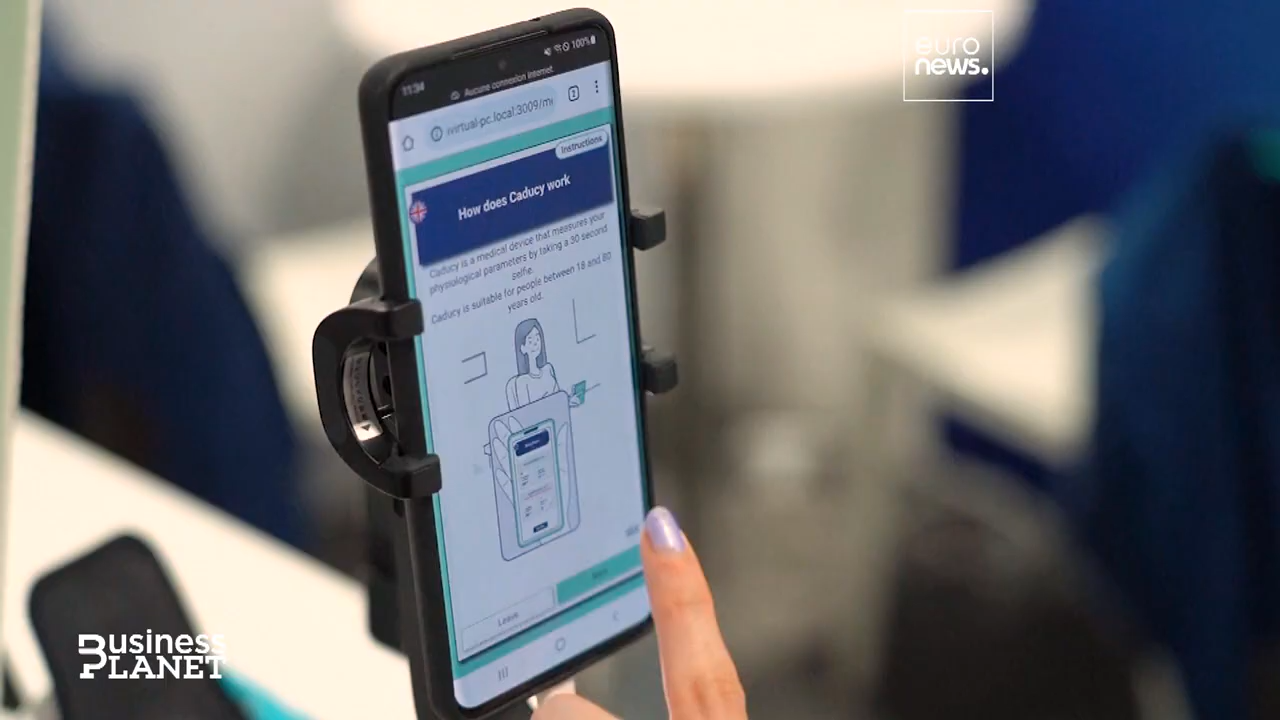 euro
news.
11:34
100%
Aucune connexion Internet
ivirtual-pc.local:3009/m
1
Instructions
How does Caducy work
Caducy is a medical device that measures your
physiological parameters by taking a 30 second
selfie.
Caducy is suitable for people between 18 and 80
years old.
Leave
Business
PLANET